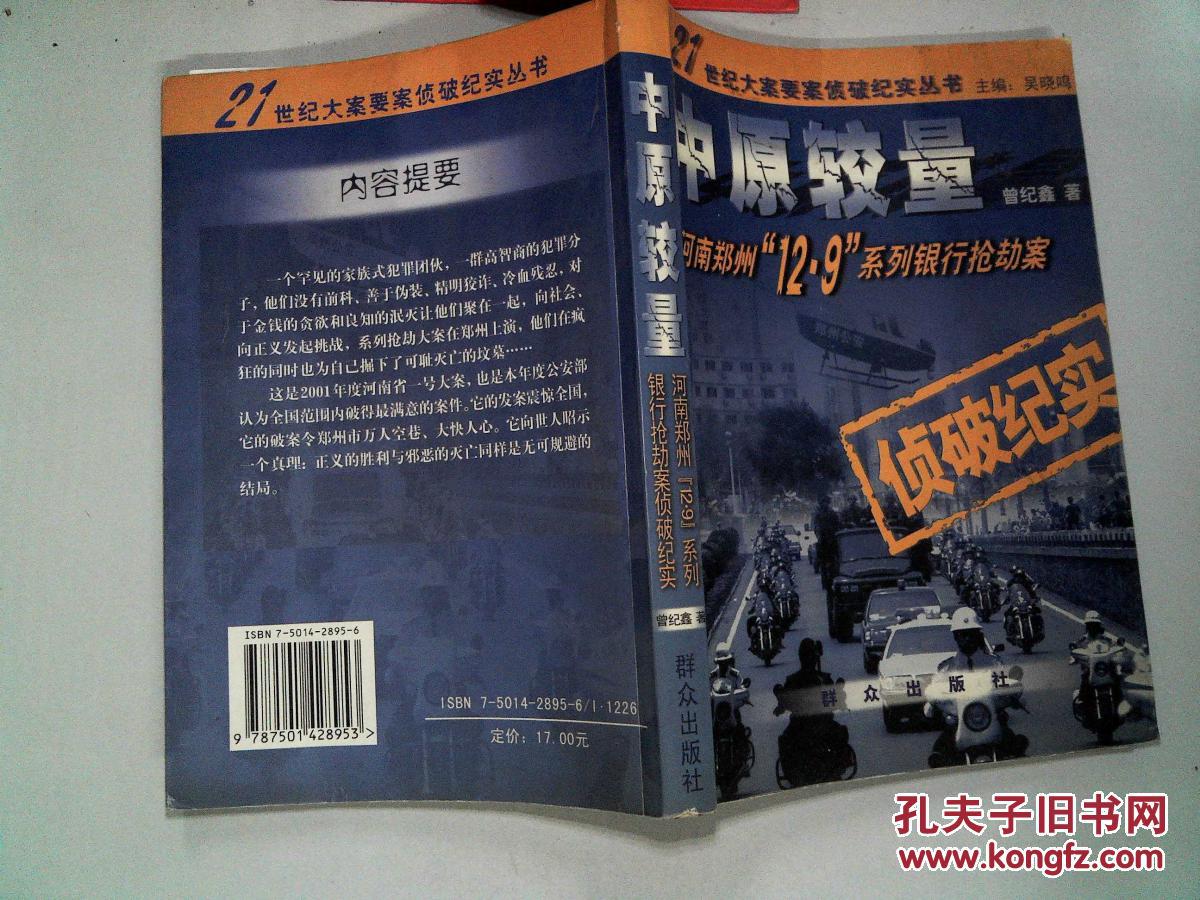 21世纪大案要案侦破纪实丛书
内容提要
一个罕见的家族式犯罪团伙，一群高智商的犯罪分
子，他们没有前科、善于伪装、精明狡诈、冷血残忍，对
于金钱的贪欲和良知的泯灭让他们聚在一起，向社会、
向正义发起挑战，系列抢劫大案在郑州上演，他们在疯
狂的同时也为自己掘下了可耻灭亡的坟墓……
这是2001年度河南省一号大案，也是本年度公安部
认为全国范围内破得最满意的案件。它的发案震惊全国，
它的破案令郑州市万人空巷、大快人心。它向世人昭示
一个真理：正义的胜利与邪恶的灭亡同样是无可规避的
结局。
ISBN 7-5014-2895-6
9 787501 428953>
ISBN 7-5014-2895-6/I·1226
定价：17.00元
中原较量
河南郑州『12·9』系列
银行抢劫案侦破纪实
曾纪鑫 著
群众出版社
21世纪大案要案侦破纪实丛书 主编：吴晓鸣
中原较量
曾纪鑫 著
河南郑州“12·9”系列银行抢劫案
郑州公安
侦破纪实
群众出版社
孔夫子旧书网
www.kongfz.com